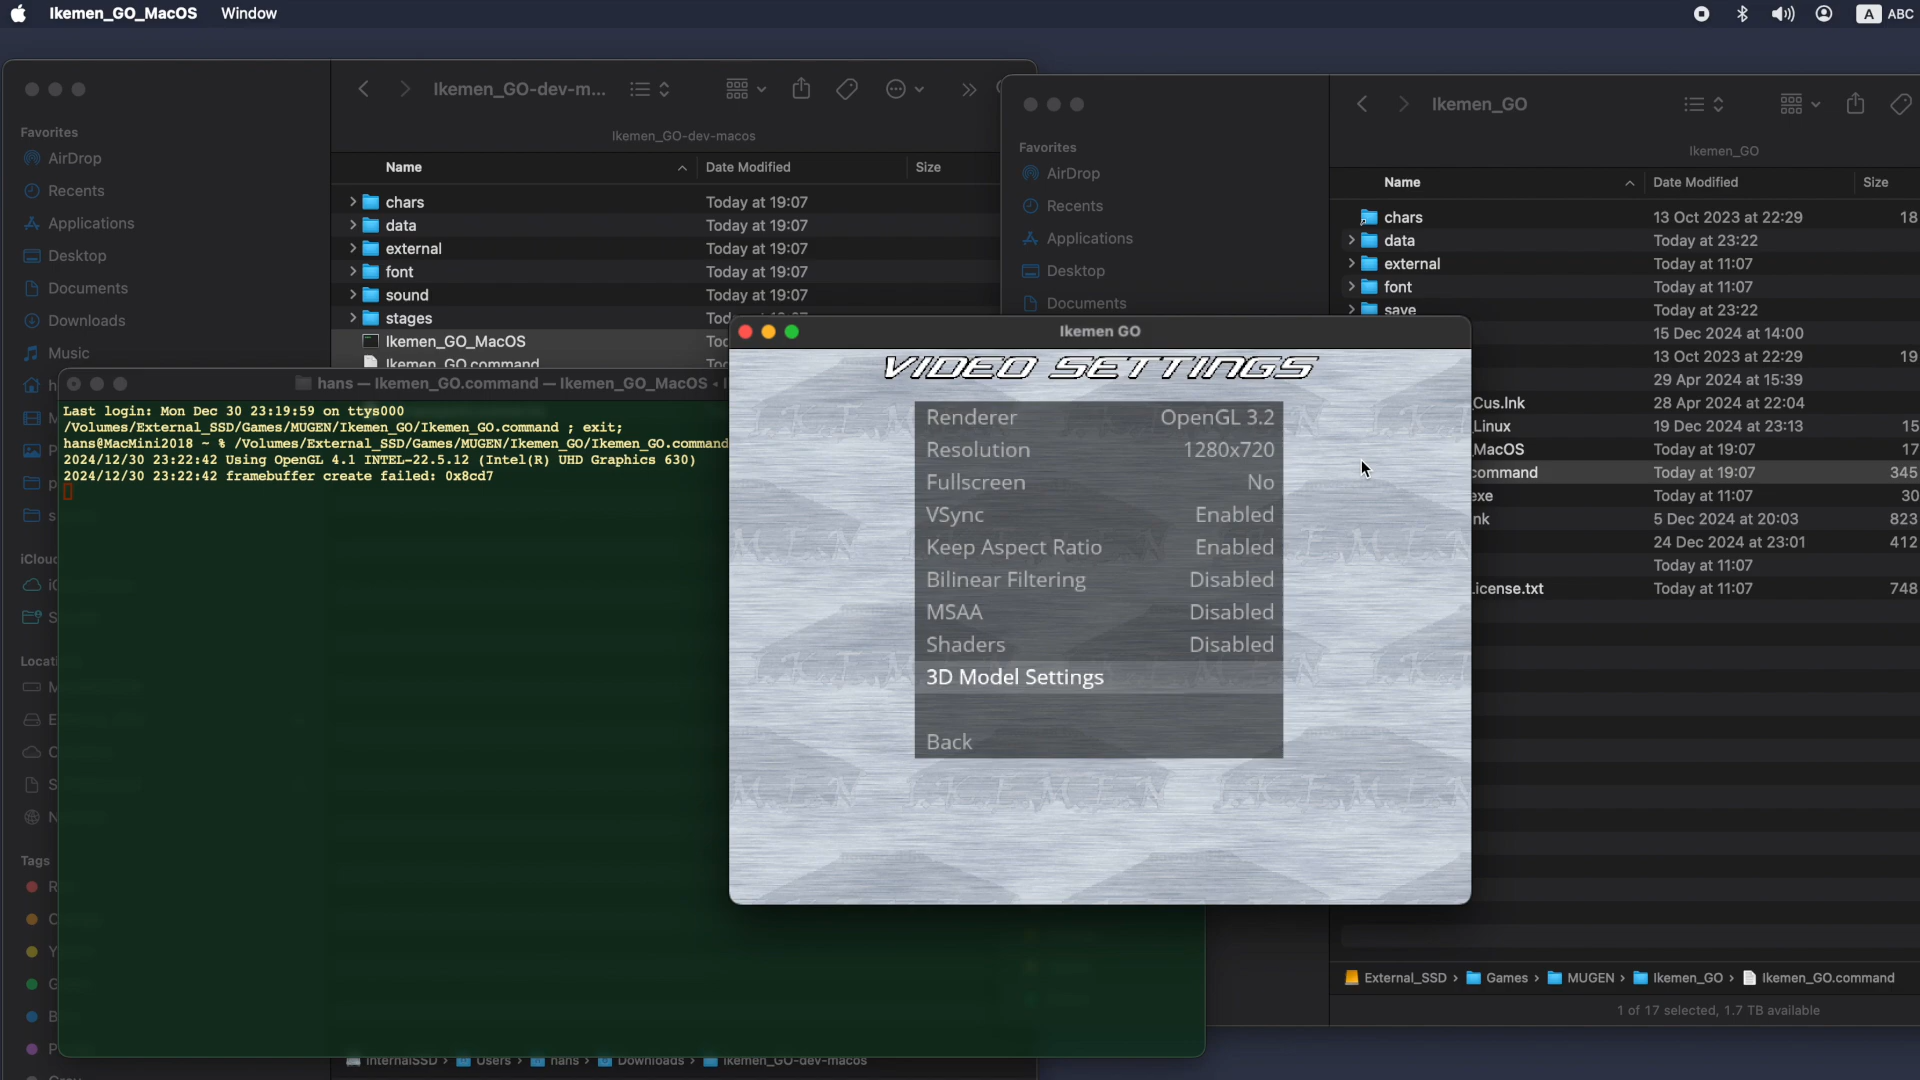 Ikemen_GO_MacOS Window
A ABC
Ikemen_GO-dev-m...
Ikemen_GO-dev-macos
Favorites
AirDrop
Recents
Applications
Desktop
Documents
Downloads
Music
iCloud
Tags
Name Date Modified Size
chars Today at 19:07
data Today at 19:07
external Today at 19:07
font Today at 19:07
sound Today at 19:07
stages
Ikemen_GO_MacOS
Ikemen_GO.command
Ikemen_GO
Ikemen_GO
Favorites
AirDrop
Recents
Applications
Desktop
Documents
Name Date Modified Size
chars 13 Oct 2023 at 22:29 18
data Today at 23:22
external Today at 11:07
font Today at 11:07
save Today at 23:22
15 Dec 2024 at 14:00
13 Oct 2023 at 22:29 19
29 Apr 2024 at 15:39
Cus.lnk 28 Apr 2024 at 22:04
Linux 19 Dec 2024 at 23:13 15
MacOS Today at 19:07 17
command Today at 19:07 345
exe Today at 11:07 30
nk 5 Dec 2024 at 20:03 823
24 Dec 2024 at 23:01 412
Today at 11:07
License.txt Today at 11:07 748
External_SSD › Games › MUGEN › Ikemen_GO › Ikemen_GO.command
1 of 17 selected, 1.7 TB available
hans — Ikemen_GO.command — Ikemen_GO_MacOS ◂
Last login: Mon Dec 30 23:19:59 on ttys000
/Volumes/External_SSD/Games/MUGEN/Ikemen_GO/Ikemen_GO.command ; exit;
hans@MacMini2018 ~ % /Volumes/External_SSD/Games/MUGEN/Ikemen_GO/Ikemen_GO.command
2024/12/30 23:22:42 Using OpenGL 4.1 INTEL-22.5.12 (Intel(R) UHD Graphics 630)
2024/12/30 23:22:42 framebuffer create failed: 0x8cd7
Ikemen GO
VIDEO SETTINGS
Renderer OpenGL 3.2
Resolution 1280x720
Fullscreen No
VSync Enabled
Keep Aspect Ratio Enabled
Bilinear Filtering Disabled
MSAA Disabled
Shaders Disabled
3D Model Settings
Back
InternalSSD › Users › hans › Downloads › Ikemen_GO-dev-macos